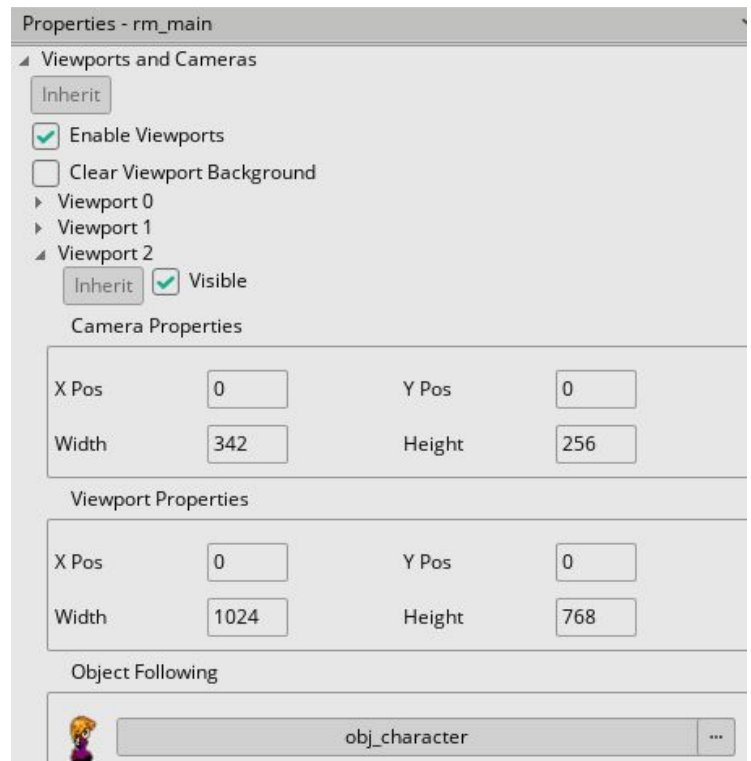 Properties - rm_main
Viewports and Cameras
Inherit
Enable Viewports
Clear Viewport Background
Viewport 0
Viewport 1
Viewport 2
Inherit Visible
Camera Properties
X Pos 0 Y Pos 0
Width 342 Height 256
Viewport Properties
X Pos 0 Y Pos 0
Width 1024 Height 768
Object Following
obj_character ...